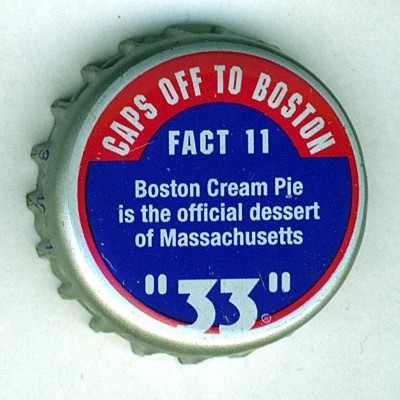 CAPS OFF TO BOSTON
FACT 11
Boston Cream Pie
is the official dessert
of Massachusetts
"33"
®